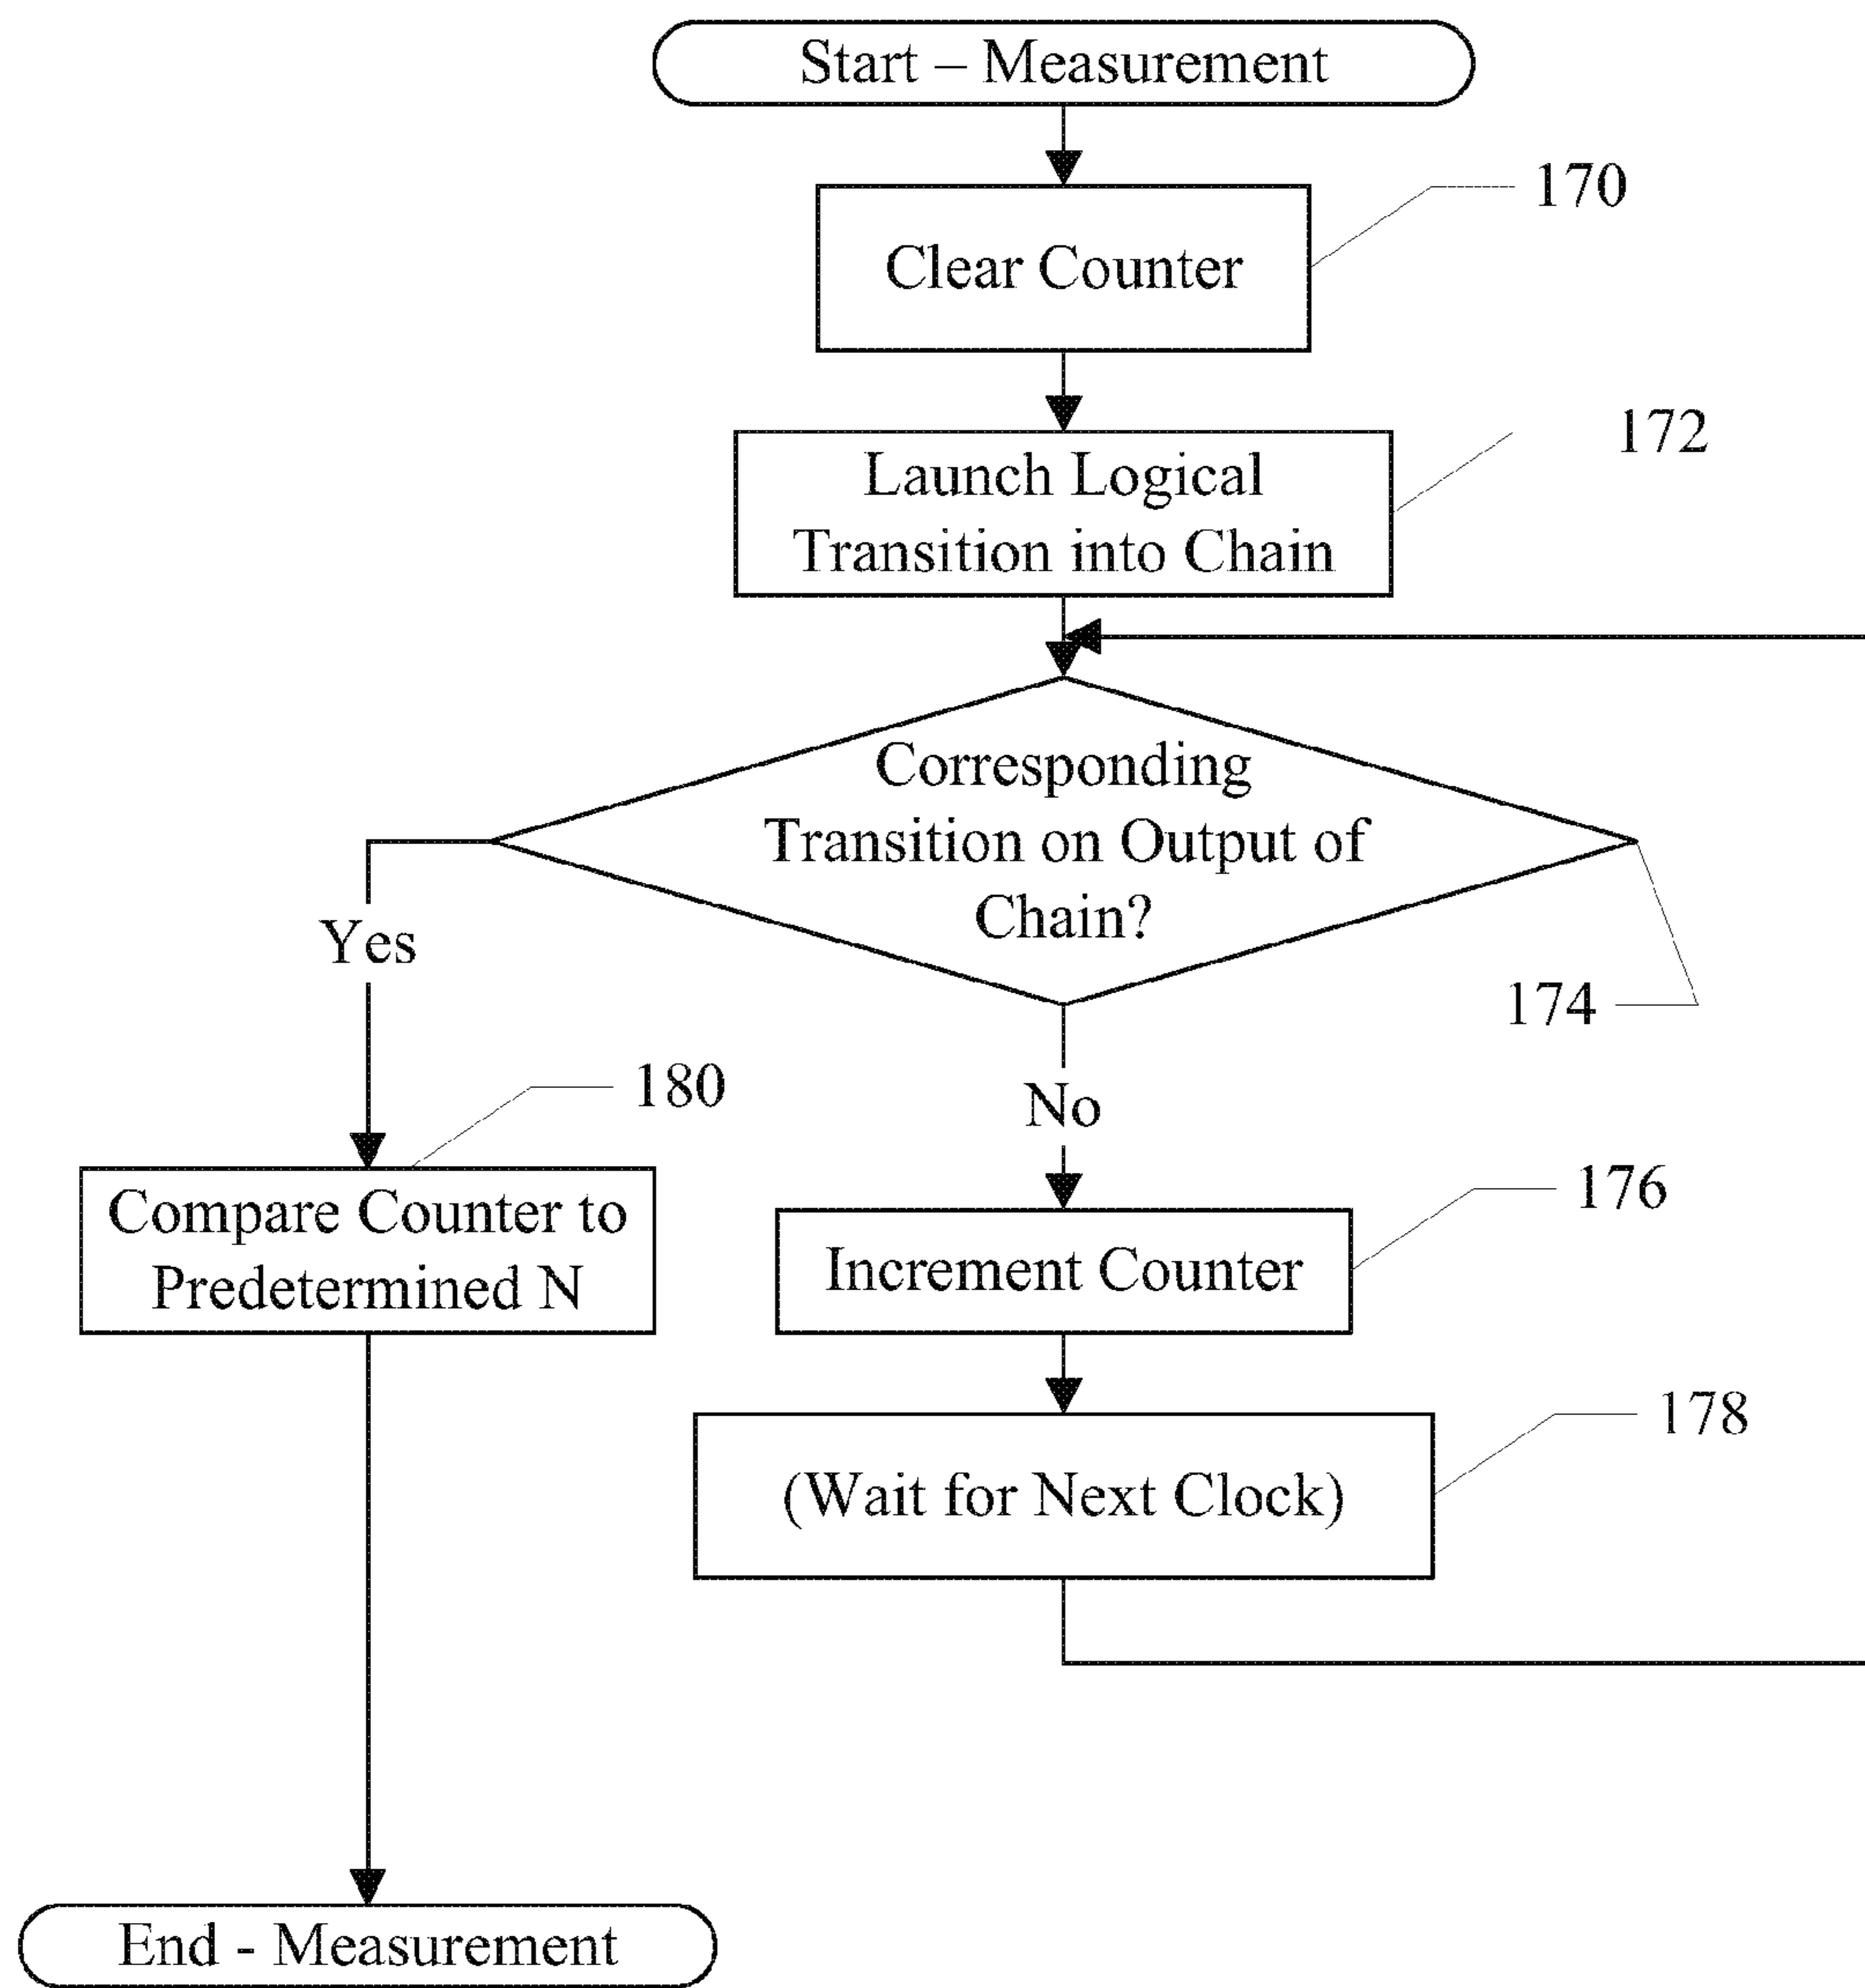 Start – Measurement
170
Clear Counter
172
Launch Logical
Transition into Chain
Corresponding
Transition on Output of
Chain?
174
Yes
No
180
Compare Counter to
Predetermined N
176
Increment Counter
178
(Wait for Next Clock)
End - Measurement